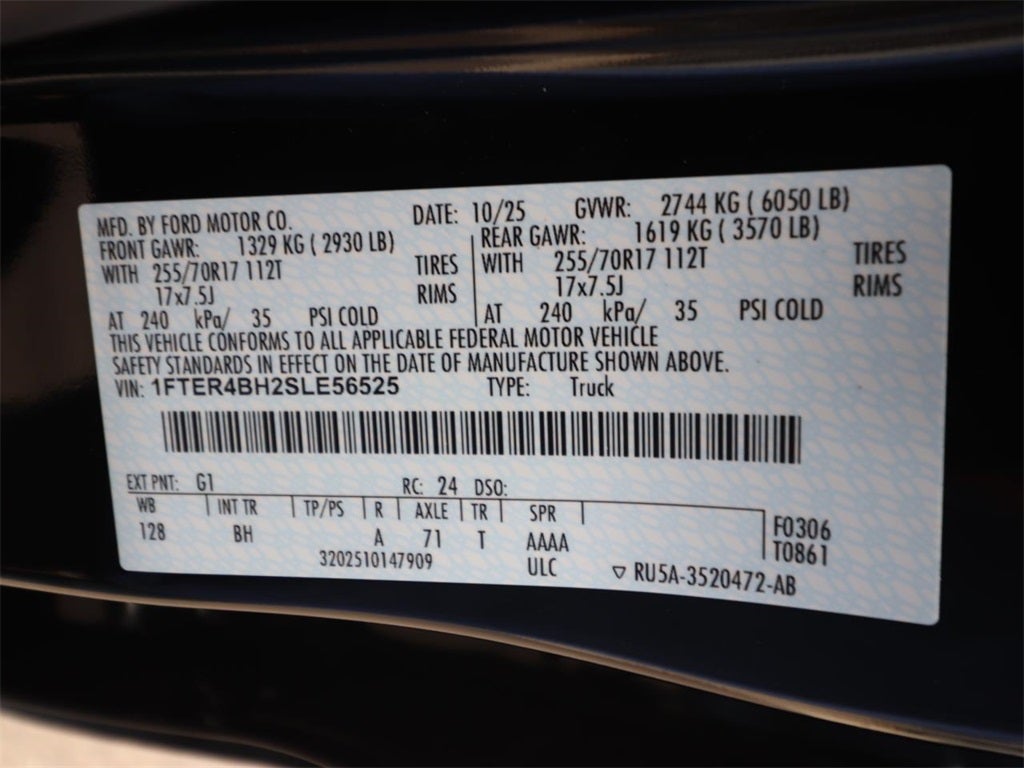 MFD. BY FORD MOTOR CO. DATE: 10/25 GVWR: 2744 KG ( 6050 LB)
FRONT GAWR: 1329 KG ( 2930 LB) REAR GAWR: 1619 KG ( 3570 LB)
WITH 255/70R17 112T TIRES WITH 255/70R17 112T TIRES
17x7.5J RIMS 17x7.5J RIMS
AT 240 kPa/ 35 PSI COLD AT 240 kPa/ 35 PSI COLD
THIS VEHICLE CONFORMS TO ALL APPLICABLE FEDERAL MOTOR VEHICLE
SAFETY STANDARDS IN EFFECT ON THE DATE OF MANUFACTURE SHOWN ABOVE.
VIN: 1FTER4BH2SLE56525 TYPE: Truck
EXT PNT: G1 RC: 24 DSO:
WB INT TR TP/PS R AXLE TR SPR
128 BH A 71 T AAAA F0306
ULC T0861
3202510147909 ▽ RU5A-3520472-AB